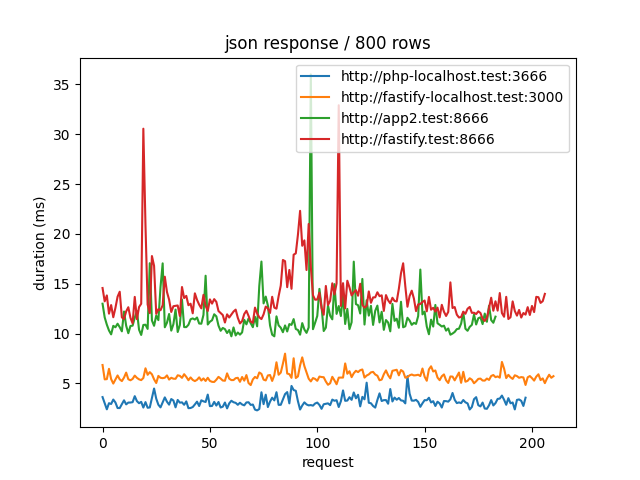 json response / 800 rows
http://php-localhost.test:3666
http://fastify-localhost.test:3000
http://app2.test:8666
http://fastify.test:8666
duration (ms)
35
30
25
20
15
10
5
0 50 100 150 200
request